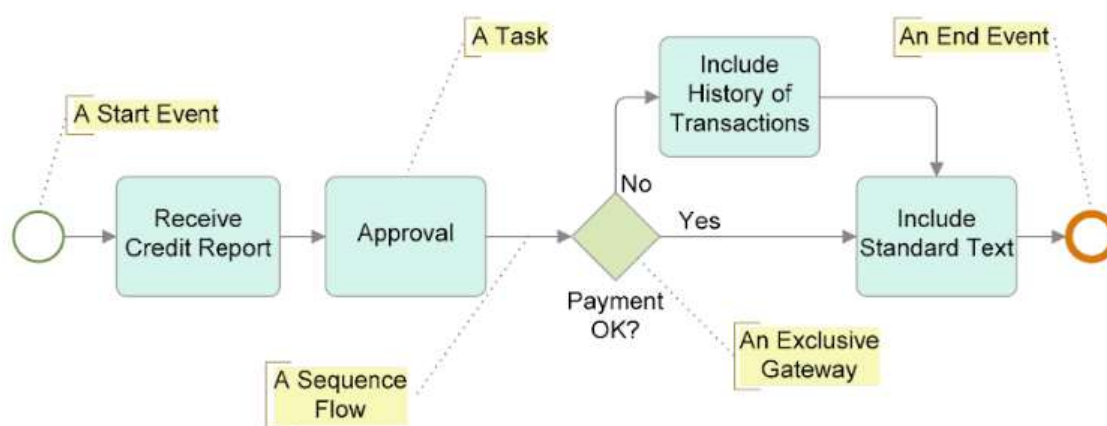 A Task
An End Event
Include
History of
Transactions
A Start Event
No
Receive
Credit Report
Approval
Yes
Include
Standard Text
Payment
OK?
An Exclusive
Gateway
A Sequence
Flow